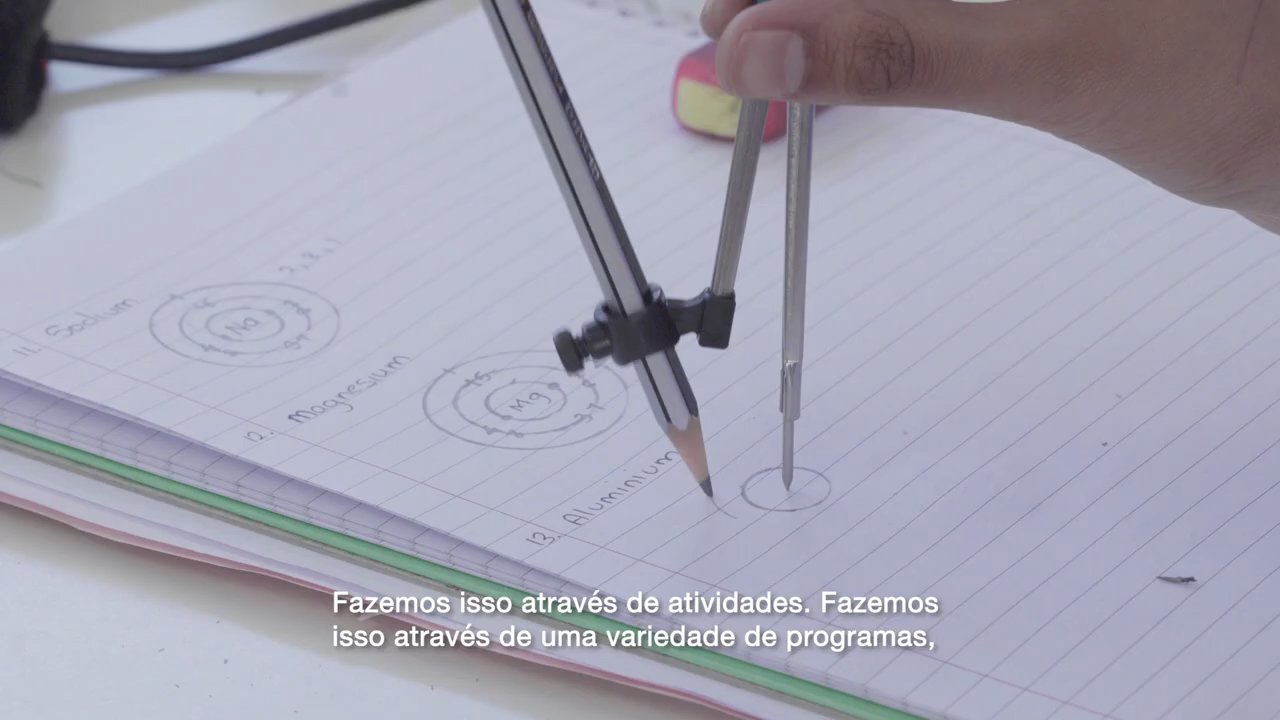 2,8,1
11. Sodium
Na
12. Magnesium
Mg
13. Aluminium
Fazemos isso através de atividades. Fazemos
isso através de uma variedade de programas,